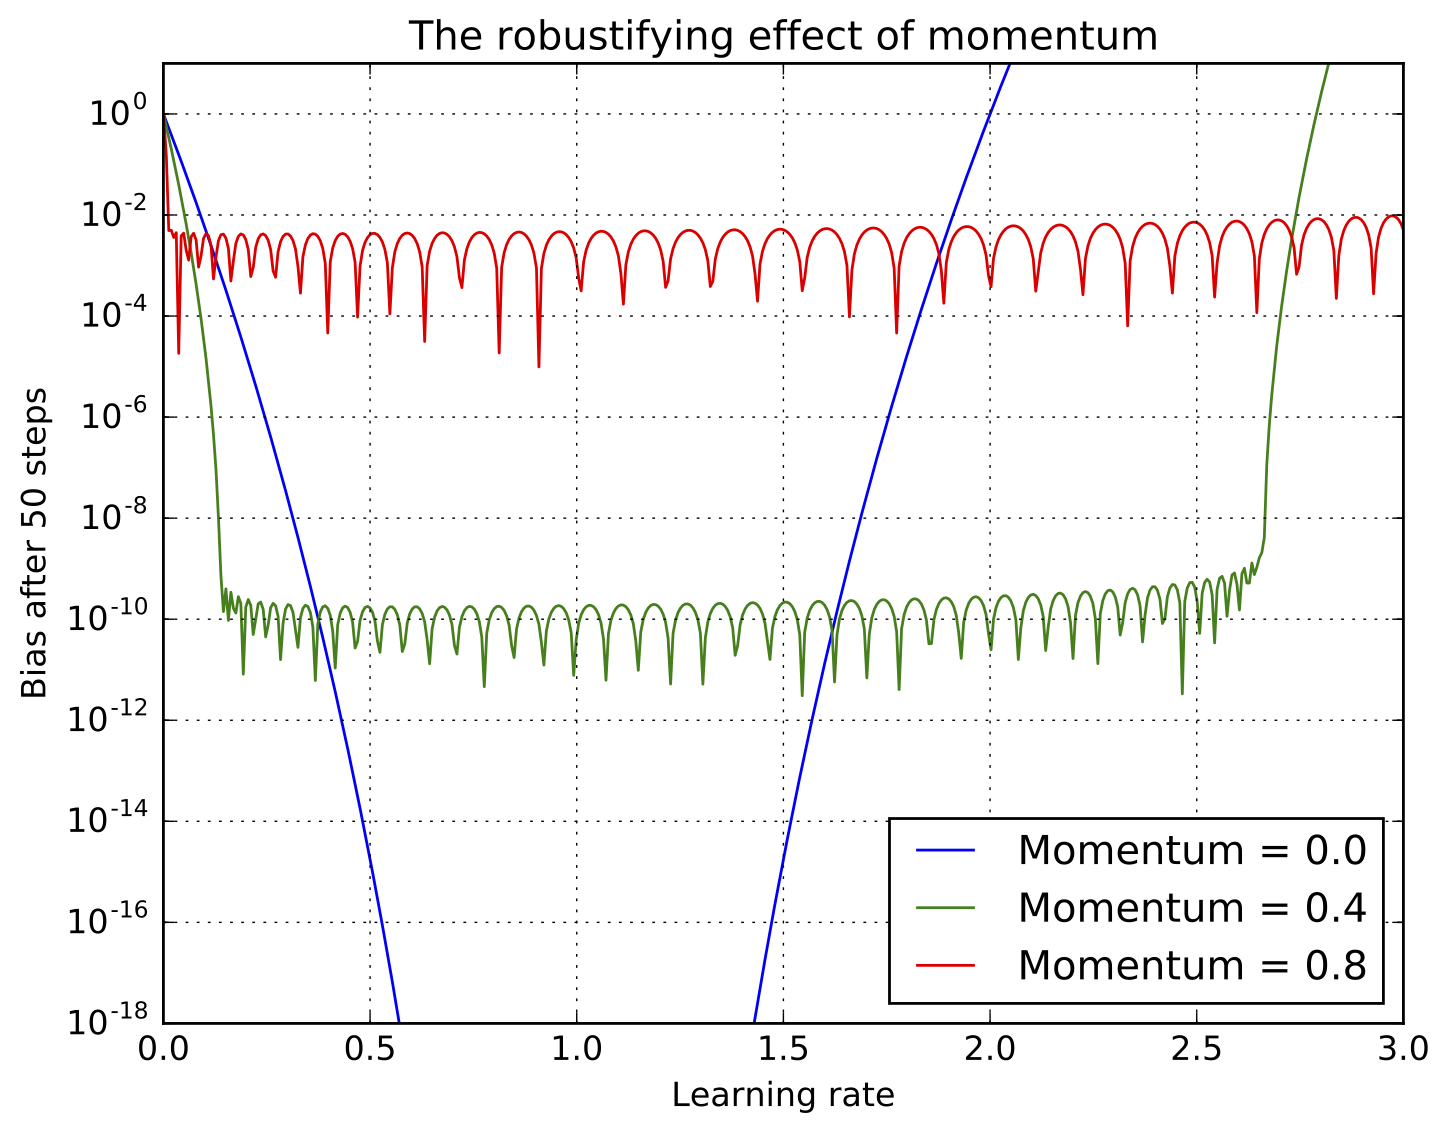 The robustifying effect of momentum
10^0
10^-2
10^-4
10^-6
10^-8
10^-10
10^-12
10^-14
10^-16
10^-18
Bias after 50 steps
Momentum = 0.0
Momentum = 0.4
Momentum = 0.8
0.0 0.5 1.0 1.5 2.0 2.5 3.0
Learning rate